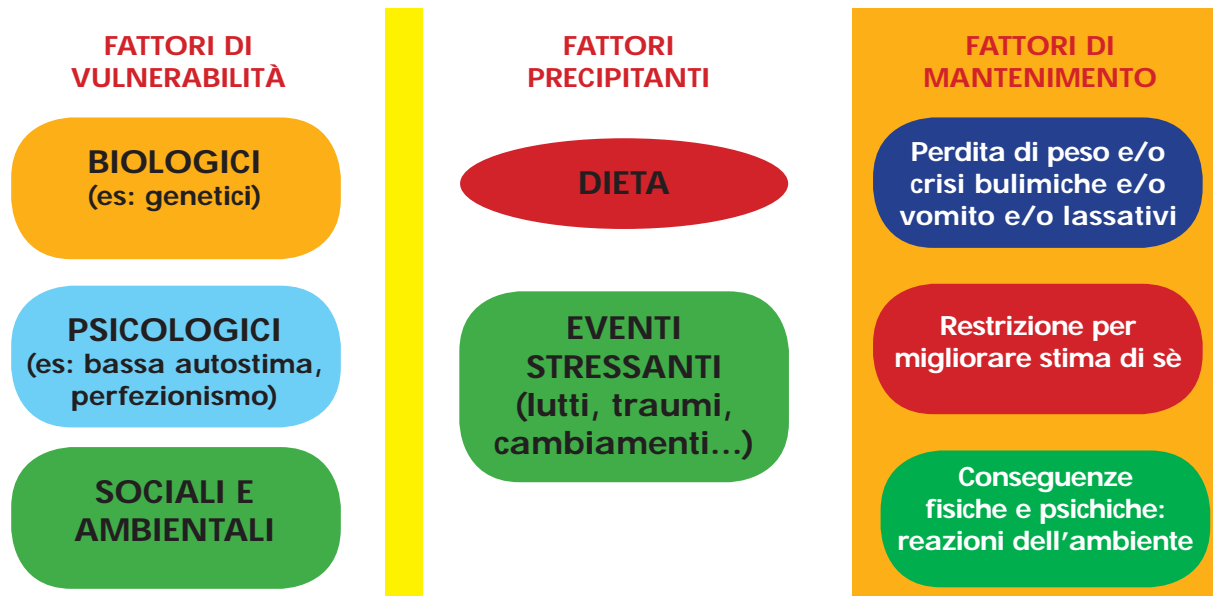 FATTORI DI
VULNERABILITÀ
BIOLOGICI
(es: genetici)
PSICOLOGICI
(es: bassa autostima,
perfezionismo)
SOCIALI E
AMBIENTALI
FATTORI
PRECIPITANTI
DIETA
EVENTI
STRESSANTI
(lutti, traumi,
cambiamenti...)
FATTORI DI
MANTENIMENTO
Perdita di peso e/o
crisi bulimiche e/o
vomito e/o lassativi
Restrizione per
migliorare stima di sè
Conseguenze
fisiche e psichiche:
reazioni dell'ambiente